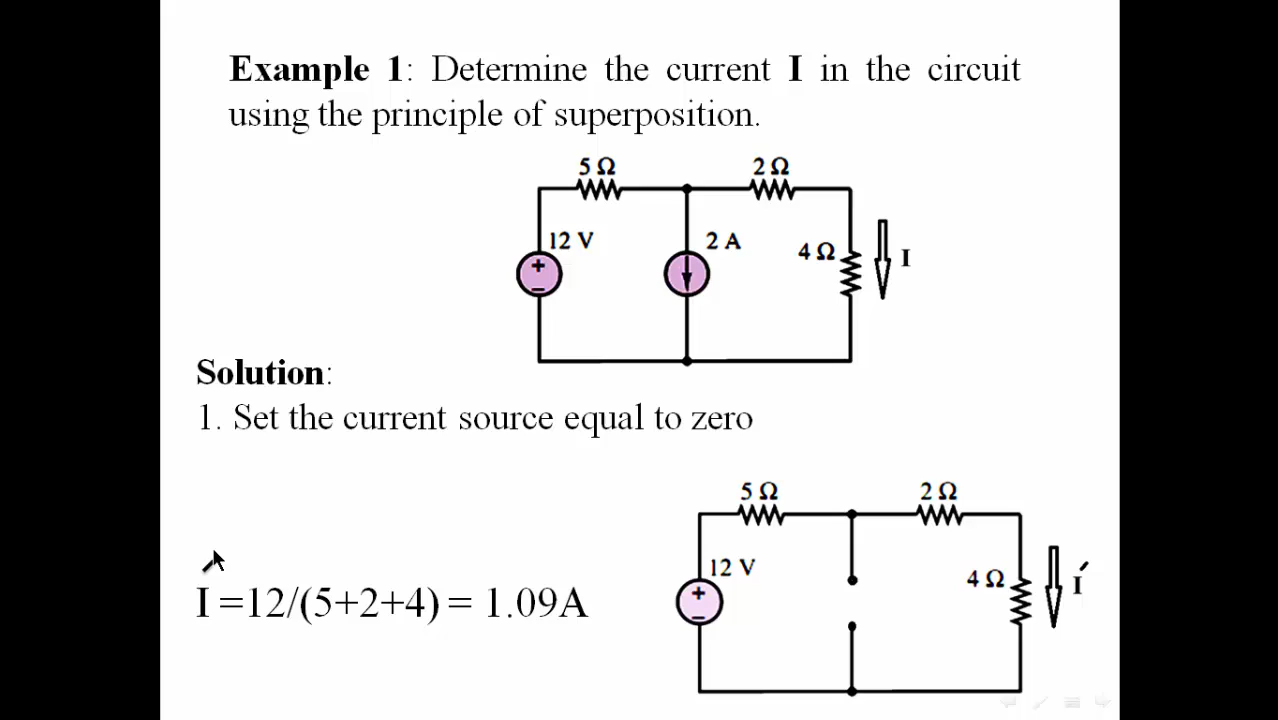 Example 1: Determine the current I in the circuit
using the principle of superposition.
5 Ω
2 Ω
12 V
2 A
4 Ω
I
+
−
Solution:
1. Set the current source equal to zero
5 Ω
2 Ω
12 V
4 Ω
I´
+
−
I =12/(5+2+4) = 1.09A